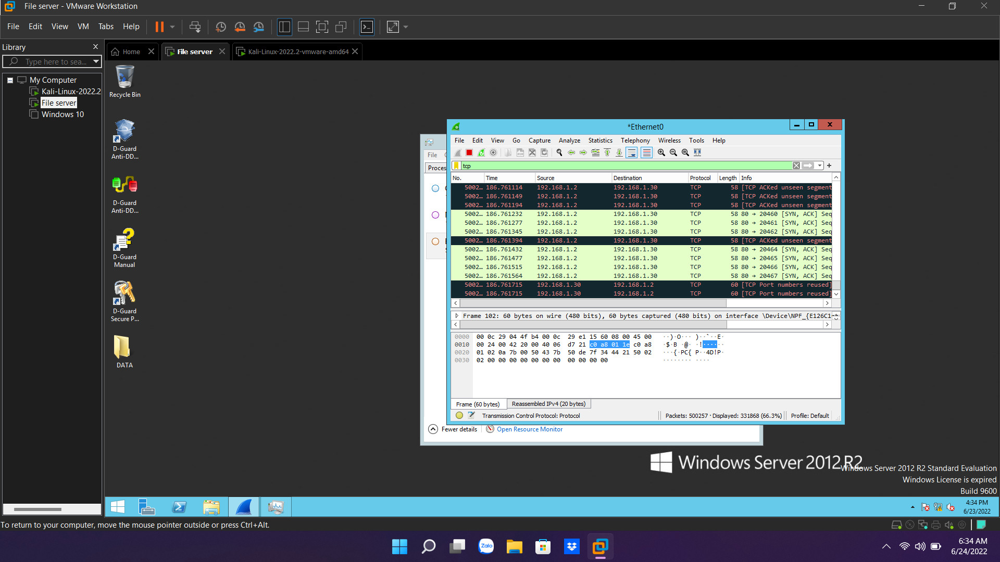 File server - VMware Workstation
File Edit View VM Tabs Help
Library
Type here to sea...
My Computer
Kali-Linux-2022.2
File server
Windows 10
Home
File server
Kali-Linux-2022.2-vmware-amd64
Recycle Bin
D-Guard
Anti-DD...
D-Guard
Anti-DD...
D-Guard
Manual
D-Guard
Secure P...
DATA
File
Proces
*Ethernet0
File Edit View Go Capture Analyze Statistics Telephony Wireless Tools Help
tcp
No. Time Source Destination Protocol Length Info
5002... 186.761114 192.168.1.2 192.168.1.30 TCP 58 [TCP ACKed unseen segment
5002... 186.761149 192.168.1.2 192.168.1.30 TCP 58 [TCP ACKed unseen segment
5002... 186.761194 192.168.1.2 192.168.1.30 TCP 58 [TCP ACKed unseen segment
5002... 186.761232 192.168.1.2 192.168.1.30 TCP 58 80 → 20460 [SYN, ACK] Seq
5002... 186.761277 192.168.1.2 192.168.1.30 TCP 58 80 → 20461 [SYN, ACK] Seq
5002... 186.761345 192.168.1.2 192.168.1.30 TCP 58 80 → 20462 [SYN, ACK] Seq
5002... 186.761394 192.168.1.2 192.168.1.30 TCP 58 [TCP ACKed unseen segment
5002... 186.761432 192.168.1.2 192.168.1.30 TCP 58 80 → 20464 [SYN, ACK] Seq
5002... 186.761477 192.168.1.2 192.168.1.30 TCP 58 80 → 20465 [SYN, ACK] Seq
5002... 186.761515 192.168.1.2 192.168.1.30 TCP 58 80 → 20466 [SYN, ACK] Seq
5002... 186.761564 192.168.1.2 192.168.1.30 TCP 58 80 → 20467 [SYN, ACK] Seq
5002... 186.761715 192.168.1.30 192.168.1.2 TCP 60 [TCP Port numbers reused]
5002... 186.761715 192.168.1.30 192.168.1.2 TCP 60 [TCP Port numbers reused]
Frame 102: 60 bytes on wire (480 bits), 60 bytes captured (480 bits) on interface \Device\NPF_{E126C1
0000 00 0c 29 04 4f b4 00 0c 29 e1 15 60 08 00 45 00 ··)·O··· )··`··E·
0010 00 24 00 42 20 00 40 06 d7 21 c0 a8 01 1e c0 a8 ·$·B ·@· ·!······
0020 01 02 0a 7b 00 50 43 7b 50 de 7f 34 44 21 50 02 ···{·PC{ P··4D!P·
0030 02 00 00 00 00 00 00 00 00 00 00 00 ········ ····
Frame (60 bytes) Reassembled IPv4 (20 bytes)
Transmission Control Protocol: Protocol Packets: 500257 · Displayed: 331868 (66.3%) Profile: Default
Fewer details Open Resource Monitor
Windows Server 2012 R2
Windows Server 2012 R2 Standard Evaluation
Windows License is expired
Build 9600
4:34 PM
6/23/2022
To return to your computer, move the mouse pointer outside or press Ctrl+Alt.
Zalo
6:34 AM
6/24/2022